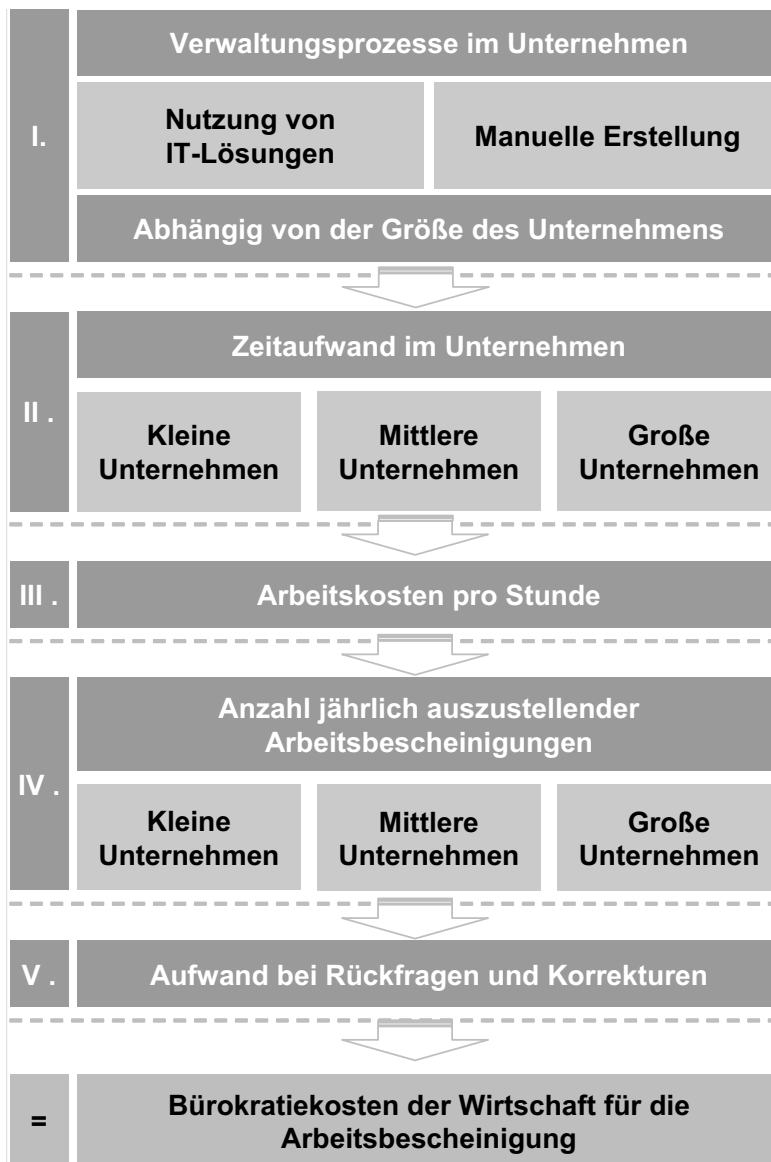 I.
Verwaltungsprozesse im Unternehmen
Nutzung von
IT-Lösungen
Manuelle Erstellung
Abhängig von der Größe des Unternehmens
II .
Zeitaufwand im Unternehmen
Kleine
Unternehmen
Mittlere
Unternehmen
Große
Unternehmen
III .
Arbeitskosten pro Stunde
IV .
Anzahl jährlich auszustellender
Arbeitsbescheinigungen
Kleine
Unternehmen
Mittlere
Unternehmen
Große
Unternehmen
V .
Aufwand bei Rückfragen und Korrekturen
=
Bürokratiekosten der Wirtschaft für die
Arbeitsbescheinigung